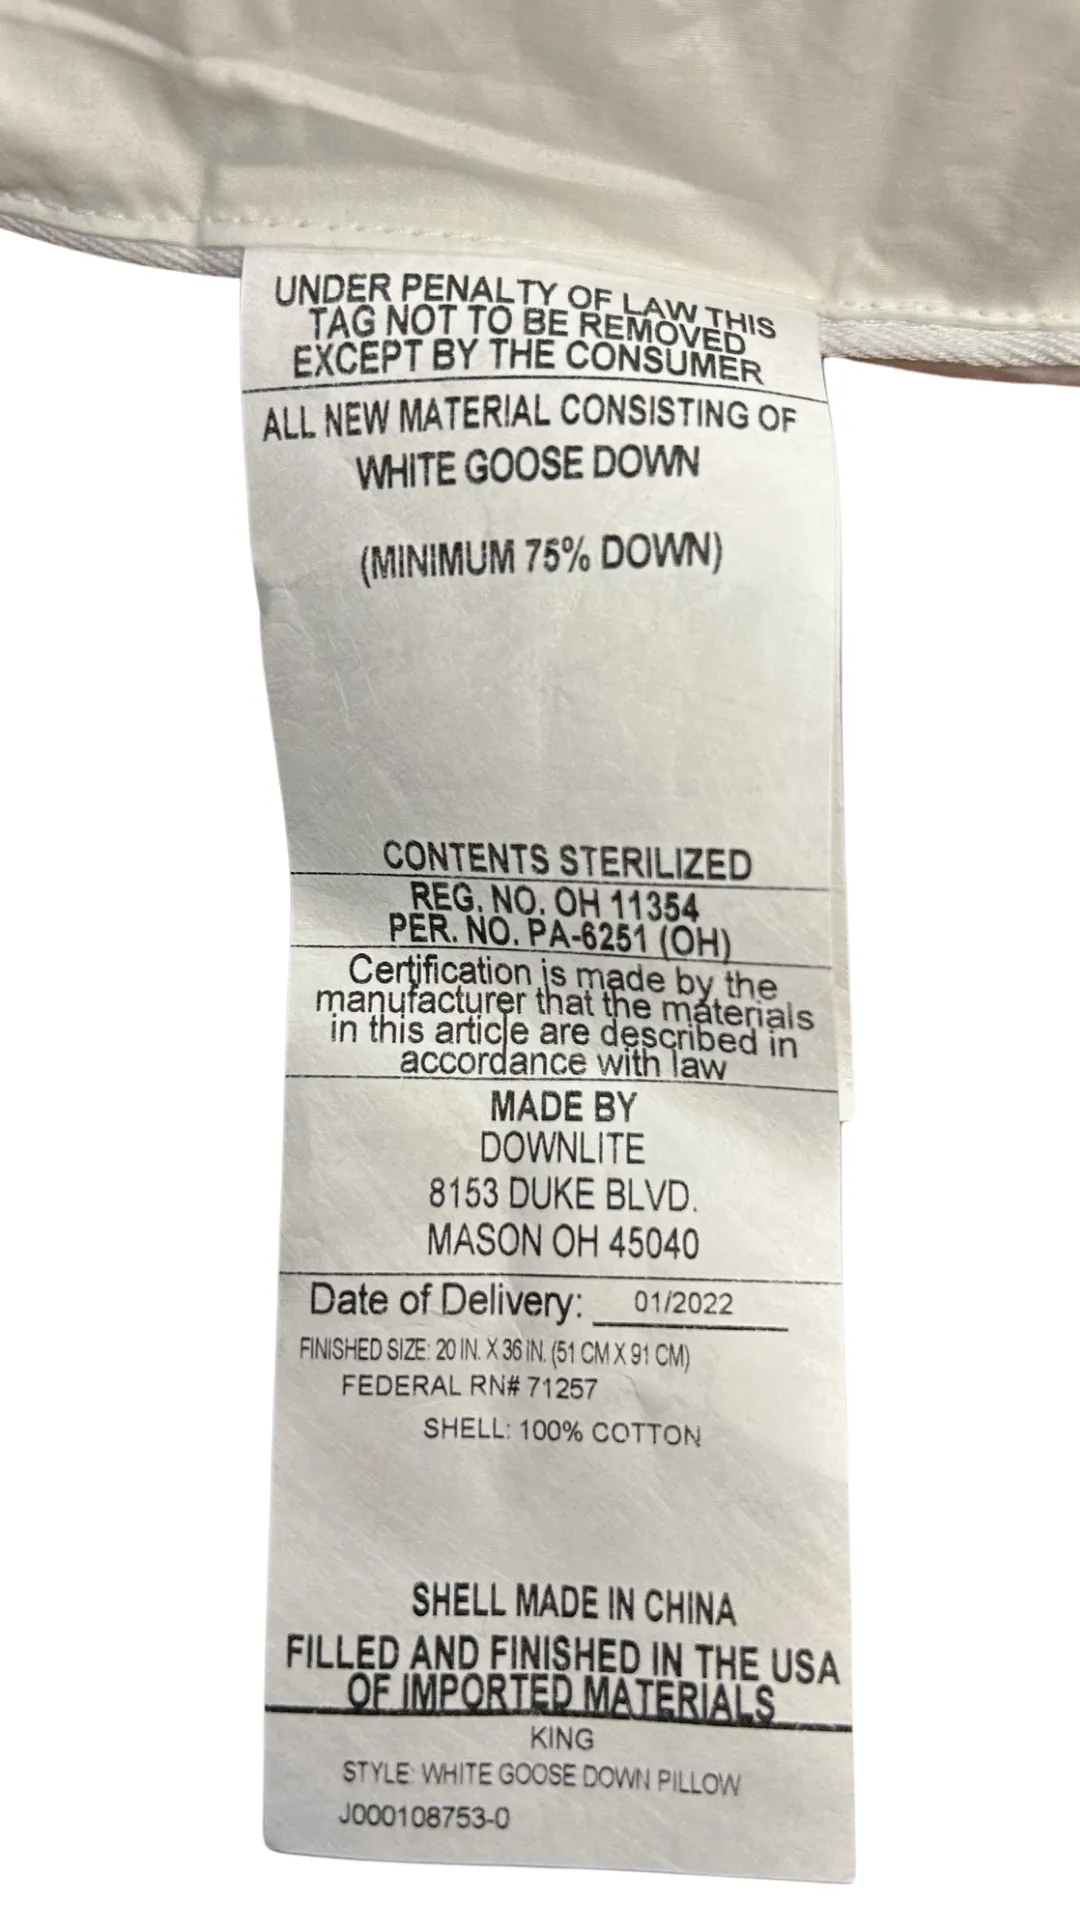 UNDER PENALTY OF LAW THIS
TAG NOT TO BE REMOVED
EXCEPT BY THE CONSUMER
ALL NEW MATERIAL CONSISTING OF
WHITE GOOSE DOWN
(MINIMUM 75% DOWN)
CONTENTS STERILIZED
REG. NO. OH 11354
PER. NO. PA-6251 (OH)
Certification is made by the
manufacturer that the materials
in this article are described in
accordance with law
MADE BY
DOWNLITE
8153 DUKE BLVD.
MASON OH 45040
Date of Delivery: 01/2022
FINISHED SIZE: 20 IN. X 36 IN. (51 CM X 91 CM)
FEDERAL RN# 71257
SHELL: 100% COTTON
SHELL MADE IN CHINA
FILLED AND FINISHED IN THE USA
OF IMPORTED MATERIALS
KING
STYLE: WHITE GOOSE DOWN PILLOW
J000108753-0